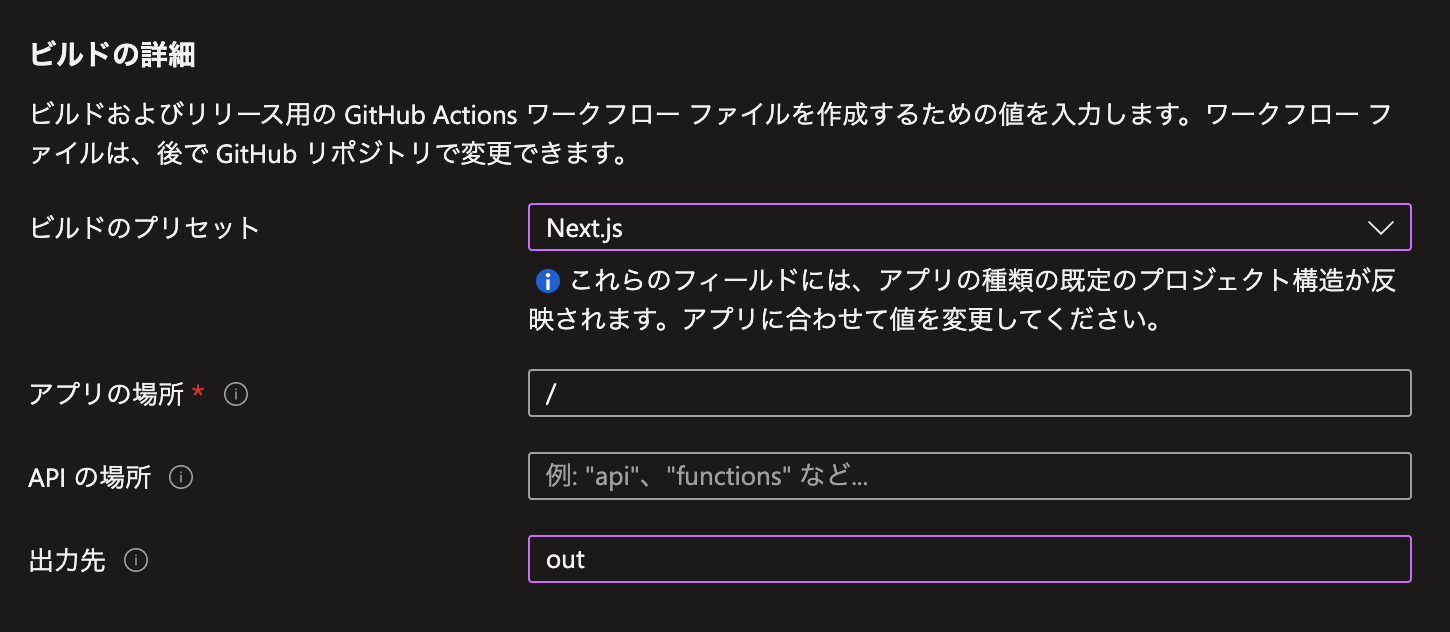 ビルドの詳細
ビルドおよびリリース用の GitHub Actions ワークフロー ファイルを作成するための値を入力します。ワークフロー フ
ァイルは、後で GitHub リポジトリで変更できます。
ビルドのプリセット
Next.js
これらのフィールドには、アプリの種類の既定のプロジェクト構造が反
映されます。アプリに合わせて値を変更してください。
アプリの場所 *
/
API の場所
例: "api"、"functions" など...
出力先
out